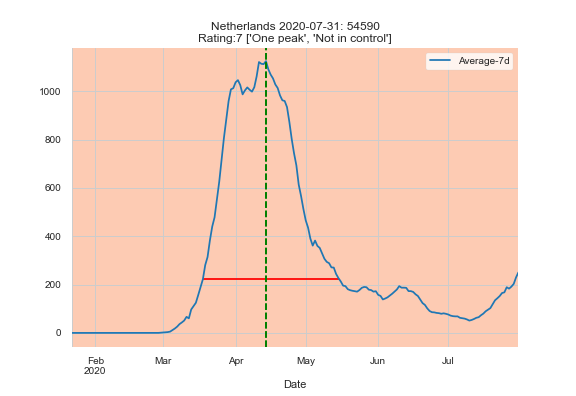 Netherlands 2020-07-31: 54590
Rating:7 ['One peak', 'Not in control']
Average-7d
1000
800
600
400
200
0
Feb Mar Apr May Jun Jul
2020
Date